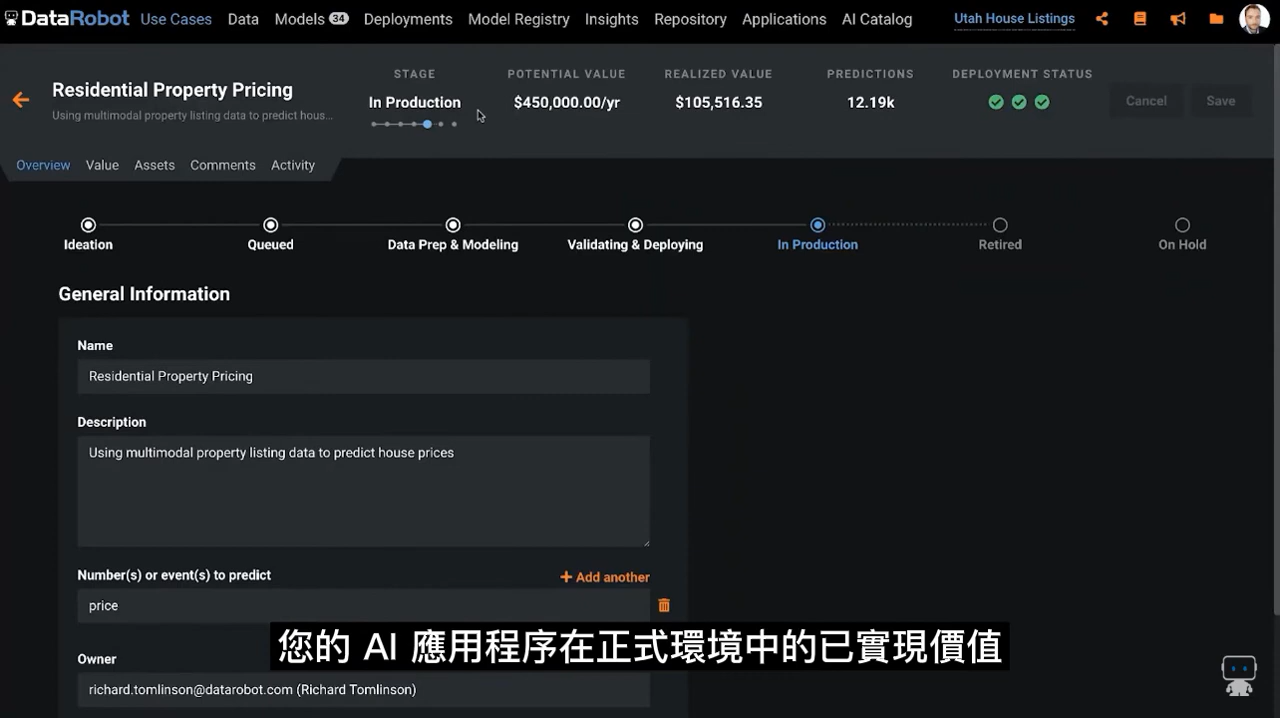 DataRobot Use Cases Data Models 34 Deployments Model Registry Insights Repository Applications AI Catalog Utah House Listings
Residential Property Pricing
Using multimodal property listing data to predict hous...
STAGE
In Production
POTENTIAL VALUE
$450,000.00/yr
REALIZED VALUE
$105,516.35
PREDICTIONS
12.19k
DEPLOYMENT STATUS
Cancel Save
Overview Value Assets Comments Activity
Ideation Queued Data Prep & Modeling Validating & Deploying In Production Retired On Hold
General Information
Name
Residential Property Pricing
Description
Using multimodal property listing data to predict house prices
Number(s) or event(s) to predict + Add another
price
您的 AI 應用程序在正式環境中的已實現價值
Owner
richard.tomlinson@datarobot.com (Richard Tomlinson)